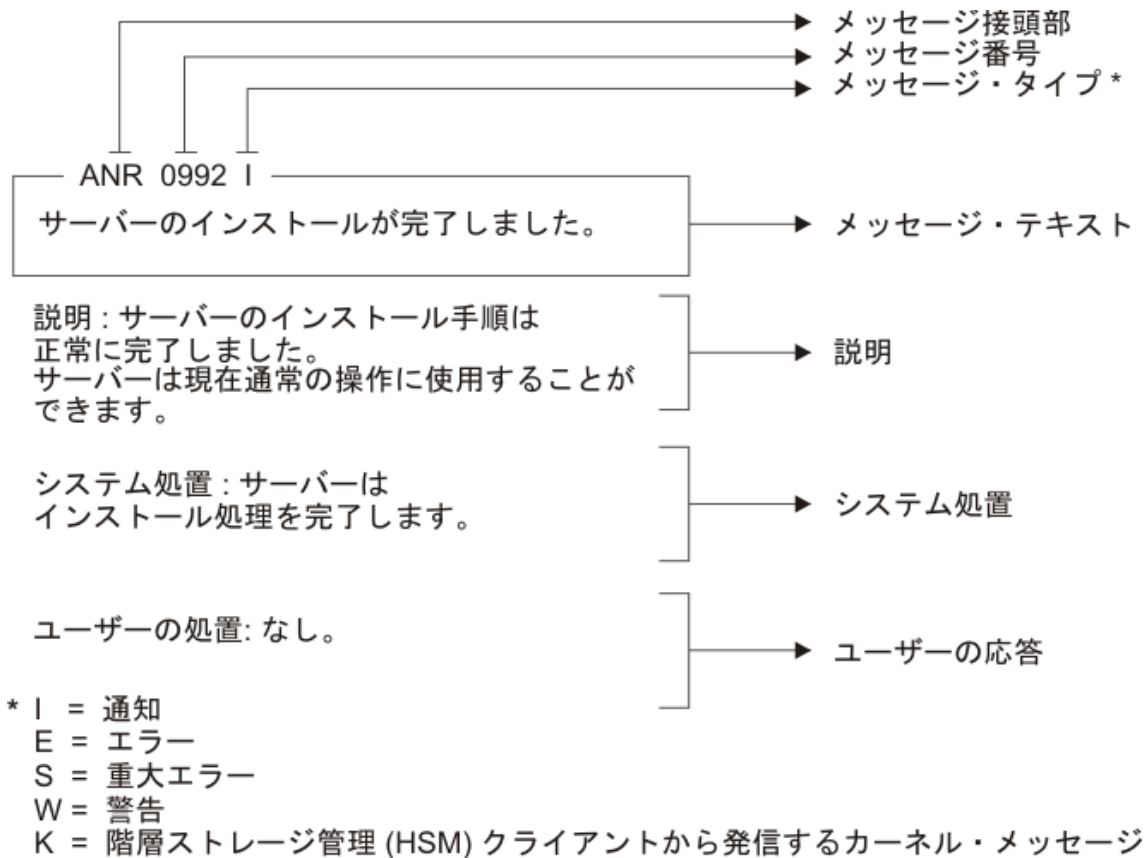 メッセージ接頭部
メッセージ番号
メッセージ・タイプ *
ANR 0992 I
サーバーのインストールが完了しました。
メッセージ・テキスト
説明 : サーバーのインストール手順は
正常に完了しました。
サーバーは現在通常の操作に使用することが
できます。
説明
システム処置 : サーバーは
インストール処理を完了します。
システム処置
ユーザーの処置: なし。
ユーザーの応答
* I = 通知
E = エラー
S = 重大エラー
W = 警告
K = 階層ストレージ管理 (HSM) クライアントから発信するカーネル・メッセージ